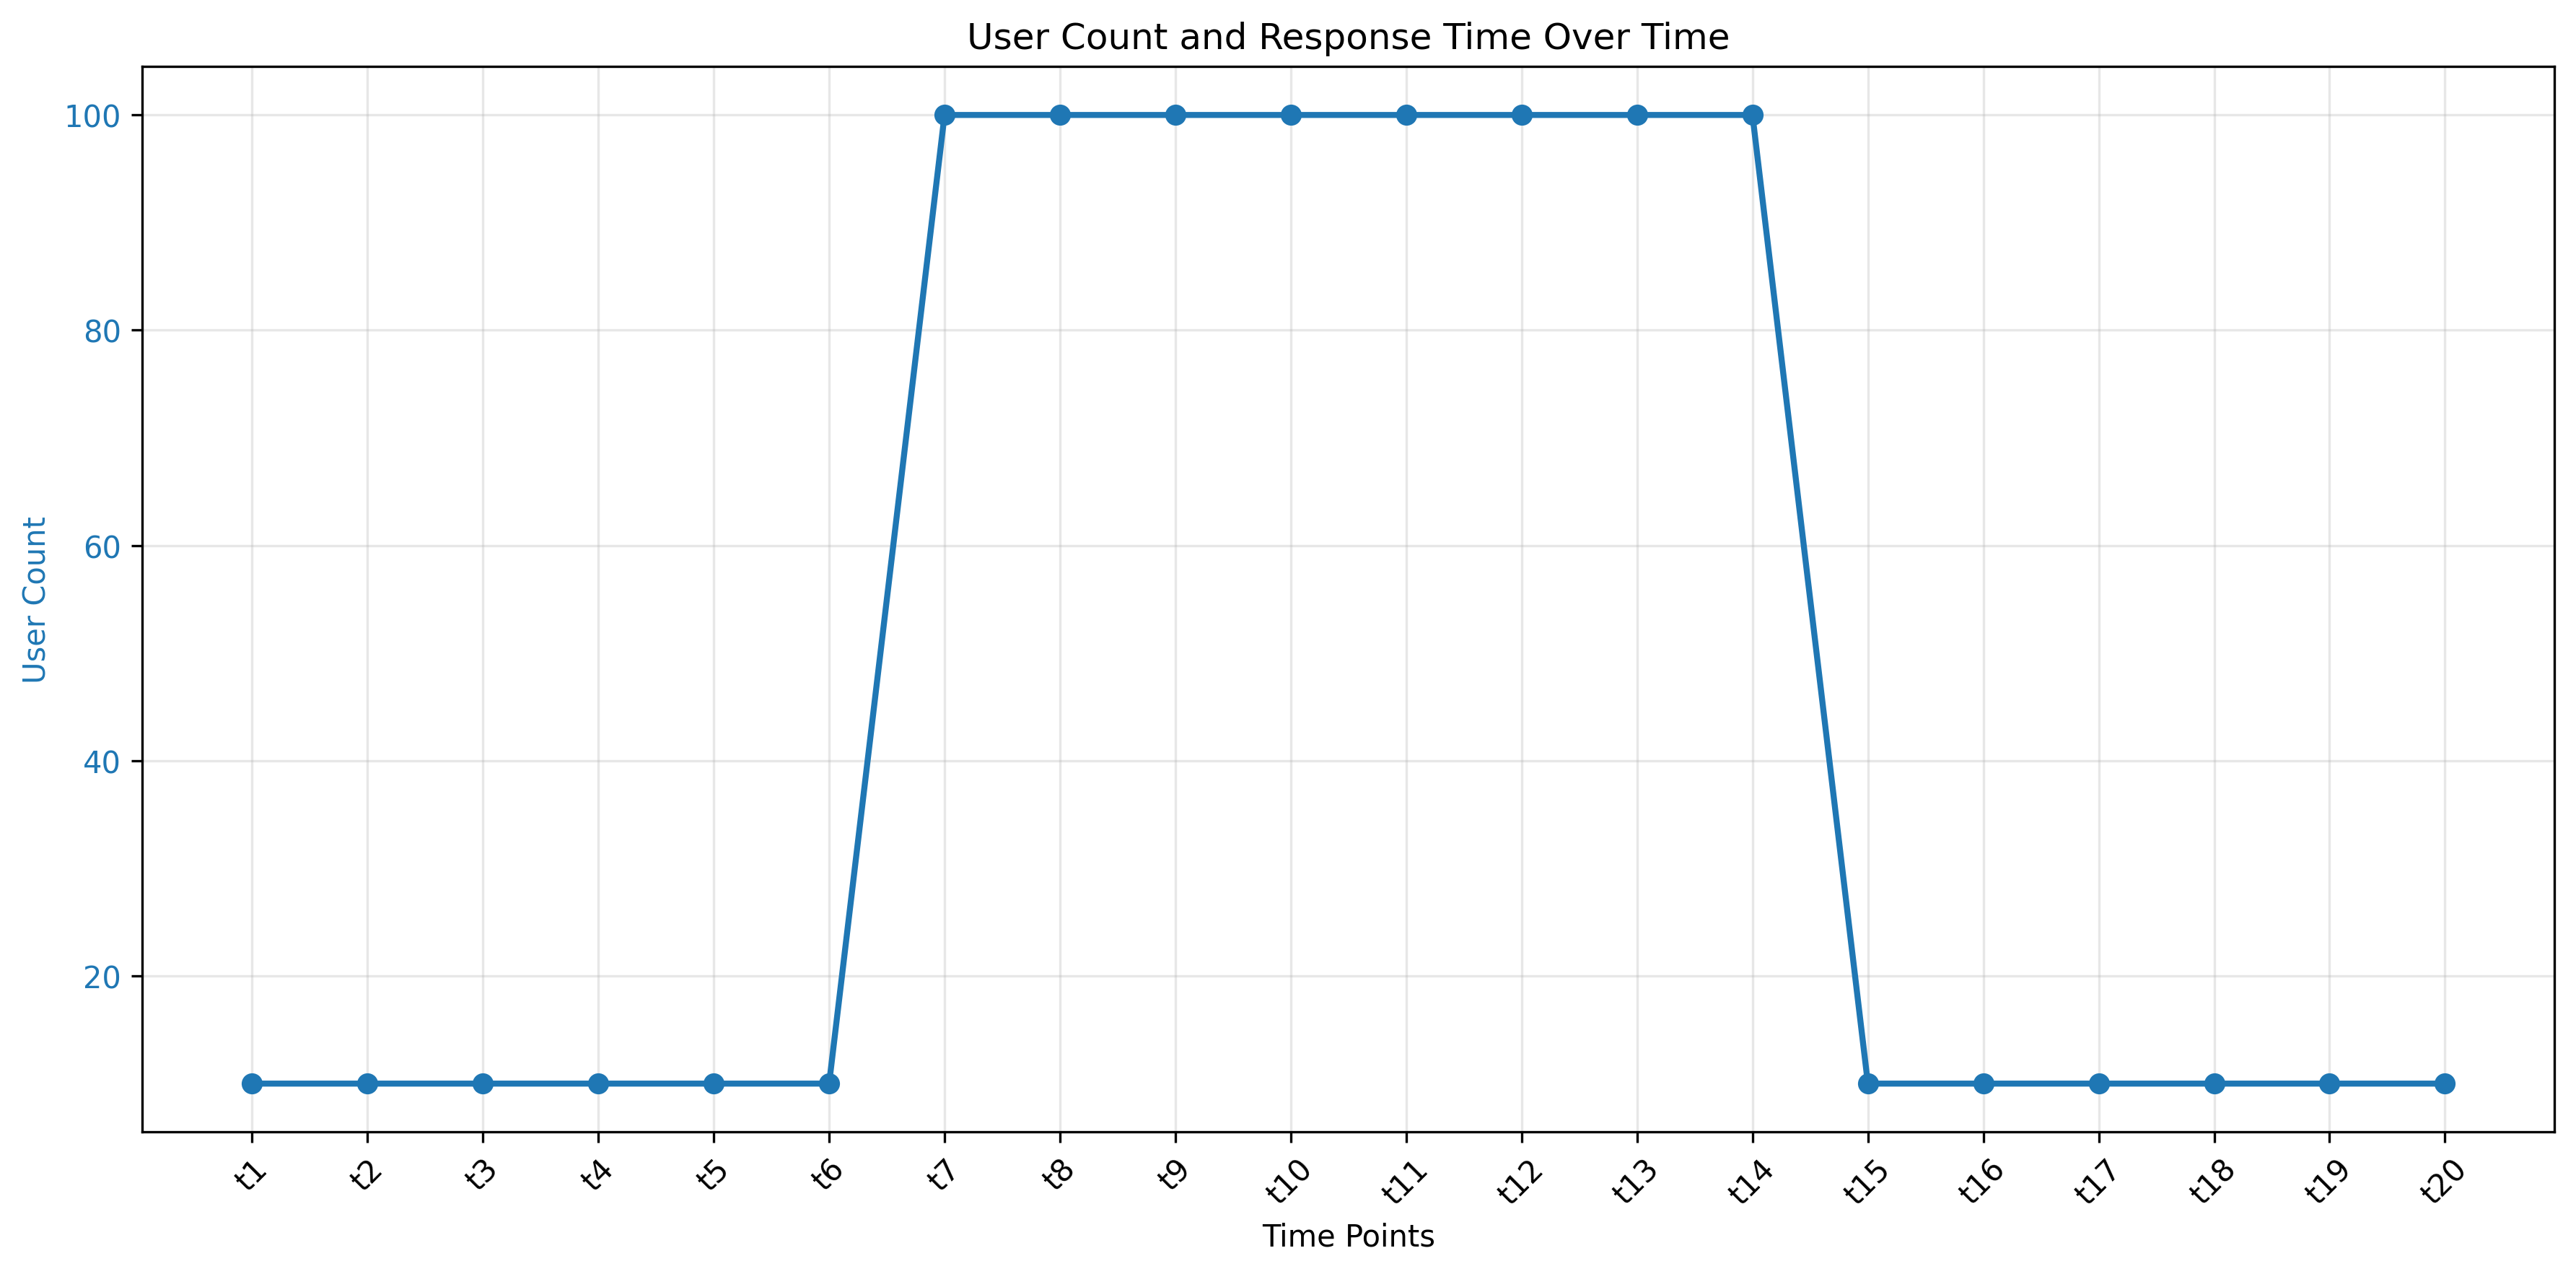 User Count and Response Time Over Time
100
80
60
40
20
User Count
t1
t2
t3
t4
t5
t6
t7
t8
t9
t10
t11
t12
t13
t14
t15
t16
t17
t18
t19
t20
Time Points